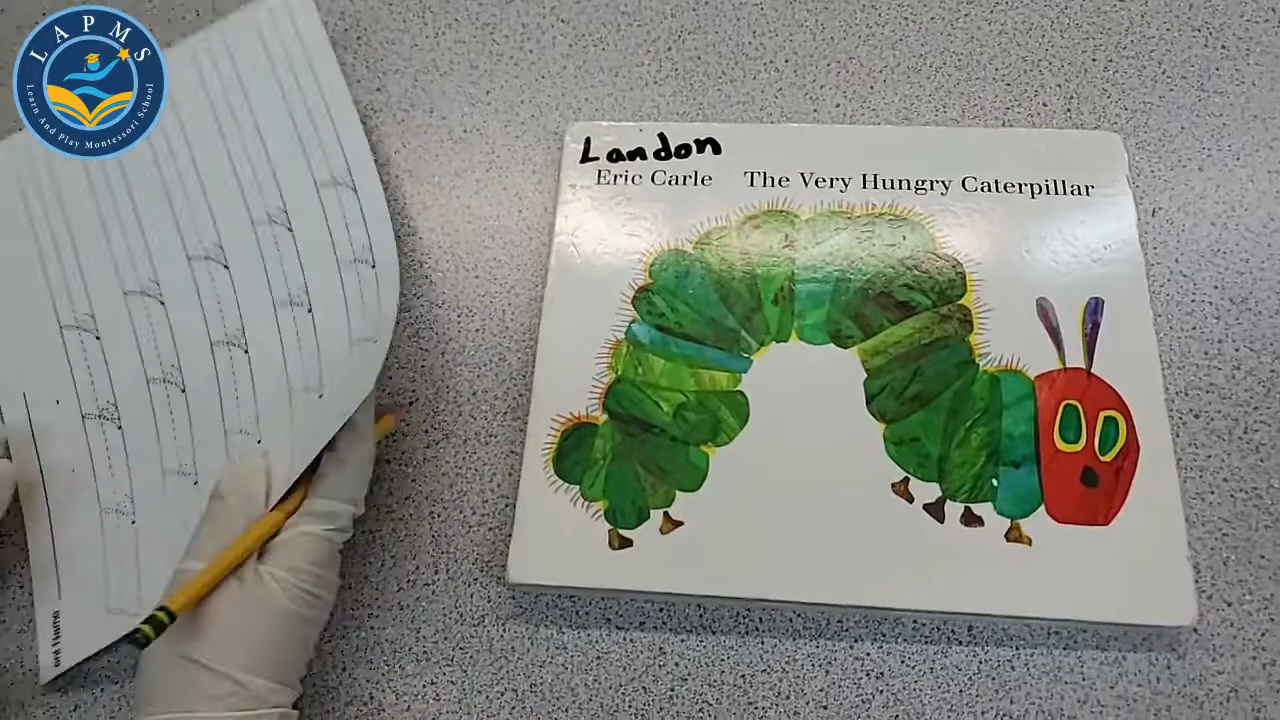 LAPMS
Learn And Play Montessori School
Landon
Eric Carle The Very Hungry Caterpillar